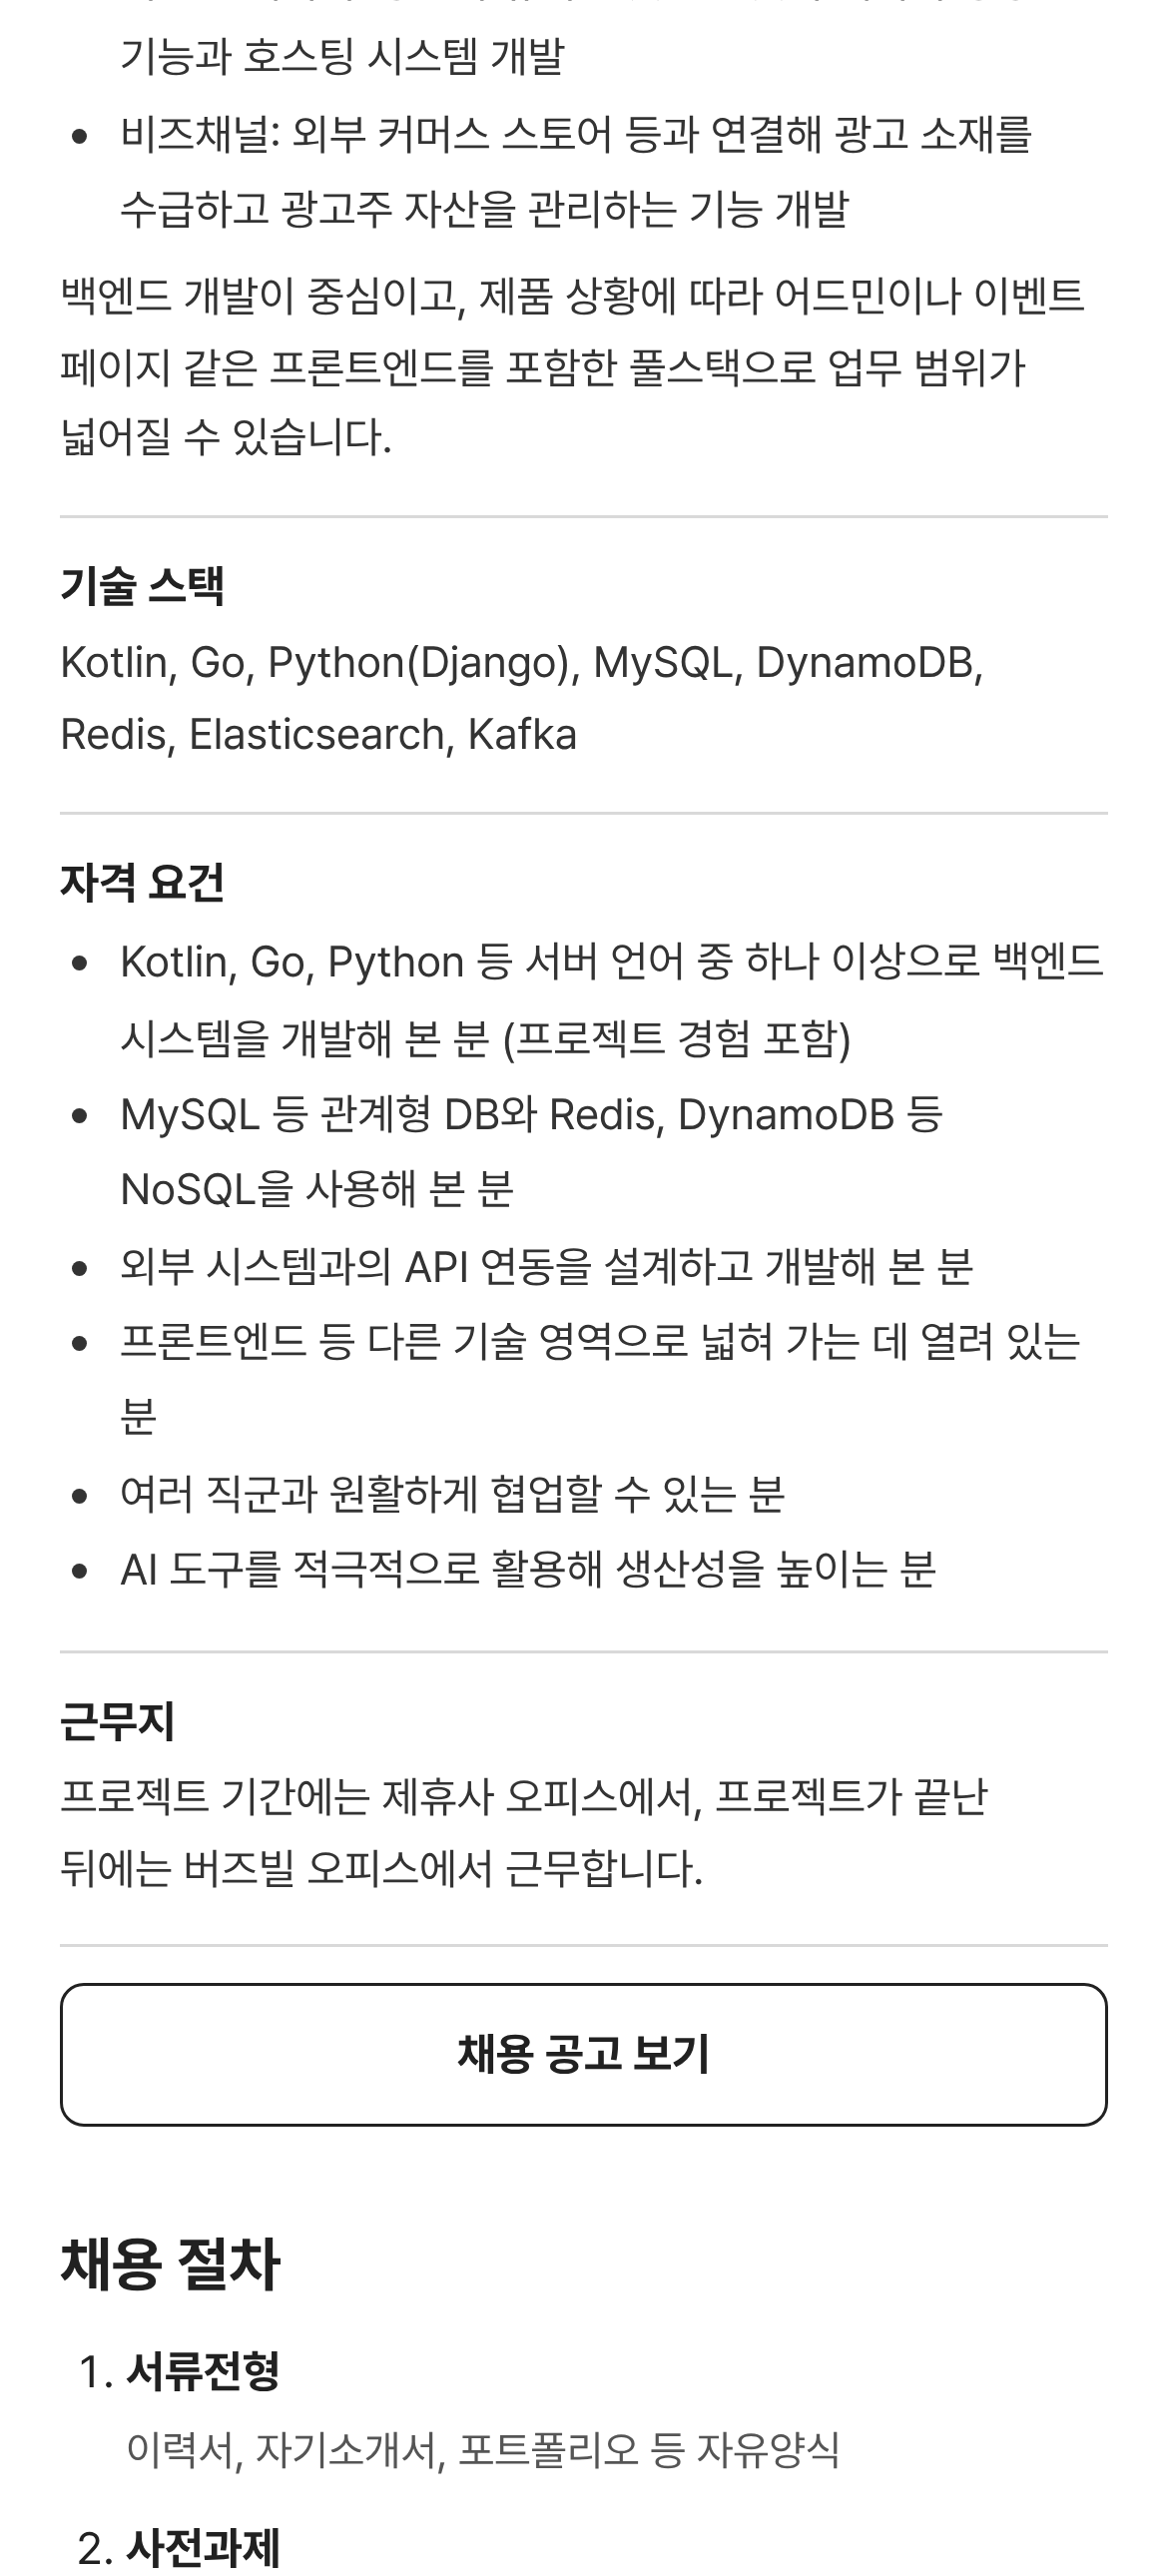 기능과 호스팅 시스템 개발
• 비즈채널: 외부 커머스 스토어 등과 연결해 광고 소재를
수급하고 광고주 자산을 관리하는 기능 개발
백엔드 개발이 중심이고, 제품 상황에 따라 어드민이나 이벤트
페이지 같은 프론트엔드를 포함한 풀스택으로 업무 범위가
넓어질 수 있습니다.
기술 스택
Kotlin, Go, Python(Django), MySQL, DynamoDB,
Redis, Elasticsearch, Kafka
자격 요건
• Kotlin, Go, Python 등 서버 언어 중 하나 이상으로 백엔드
시스템을 개발해 본 분 (프로젝트 경험 포함)
• MySQL 등 관계형 DB와 Redis, DynamoDB 등
NoSQL을 사용해 본 분
• 외부 시스템과의 API 연동을 설계하고 개발해 본 분
• 프론트엔드 등 다른 기술 영역으로 넓혀 가는 데 열려 있는
분
• 여러 직군과 원활하게 협업할 수 있는 분
• AI 도구를 적극적으로 활용해 생산성을 높이는 분
근무지
프로젝트 기간에는 제휴사 오피스에서, 프로젝트가 끝난
뒤에는 버즈빌 오피스에서 근무합니다.
채용 공고 보기
채용 절차
1. 서류전형
이력서, 자기소개서, 포트폴리오 등 자유양식
2. 사전과제